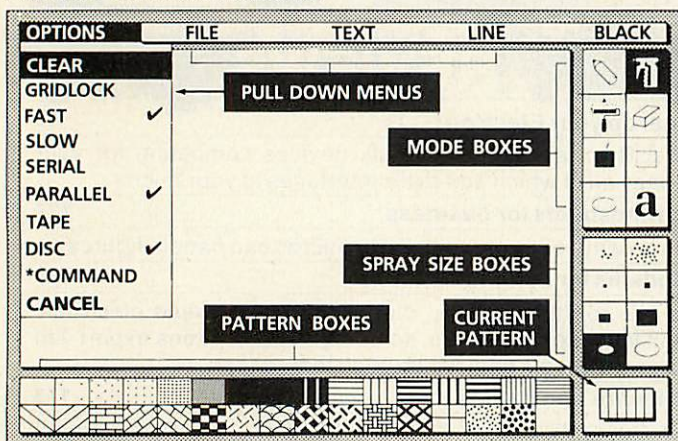 OPTIONS FILE TEXT LINE BLACK
CLEAR
GRIDLOCK
FAST ✔
SLOW
SERIAL
PARALLEL ✔
TAPE
DISC ✔
*COMMAND
CANCEL
PULL DOWN MENUS
MODE BOXES
a
SPRAY SIZE BOXES
PATTERN BOXES
CURRENT
PATTERN